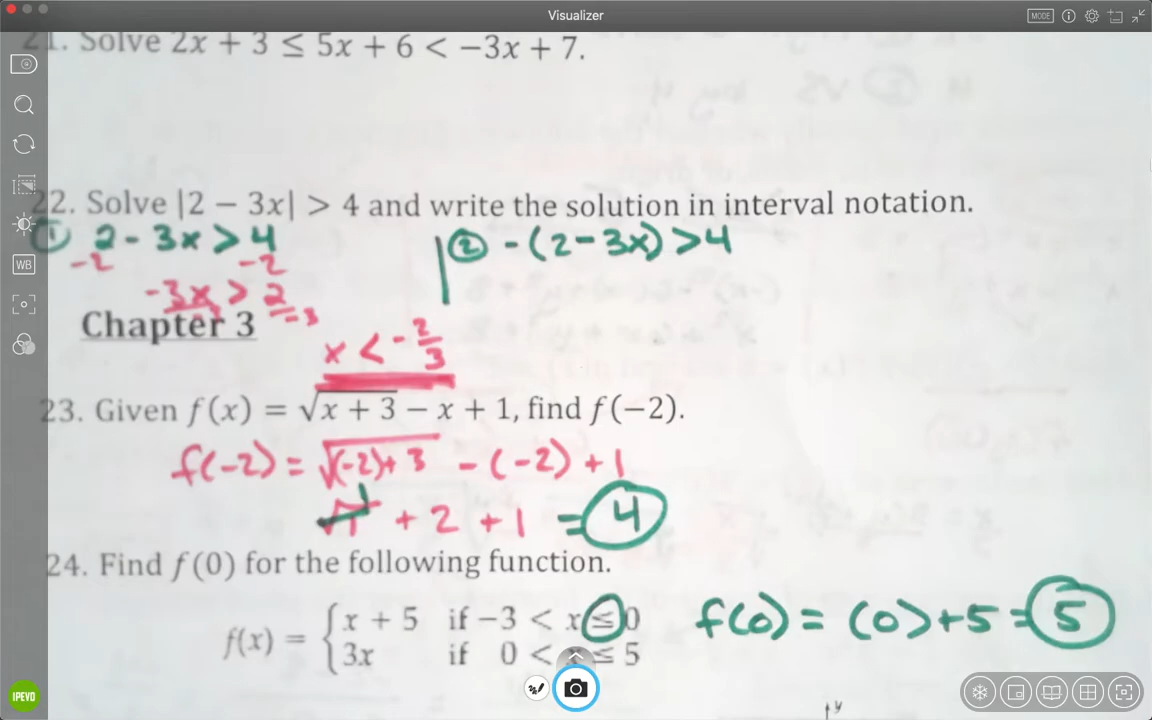 Visualizer
MODE
21. Solve 2x + 3 ≤ 5x + 6 < −3x + 7.
22. Solve |2 − 3x| > 4 and write the solution in interval notation.
① 2 - 3x > 4
② - (2 - 3x) > 4
-2 -2
-3x > 2
-3 -3
Chapter 3
x < - 2/3
23. Given f(x) = √(x + 3) − x + 1, find f(−2).
f(-2) = √((-2)+3) - (-2) + 1
√1 1 + 2 + 1 = 4
24. Find f(0) for the following function.
f(x) = { x + 5 if −3 < x ≤ 0
3x if 0 < x ≤ 5
f(0) = (0) + 5 = 5
y
WB
IPEVO